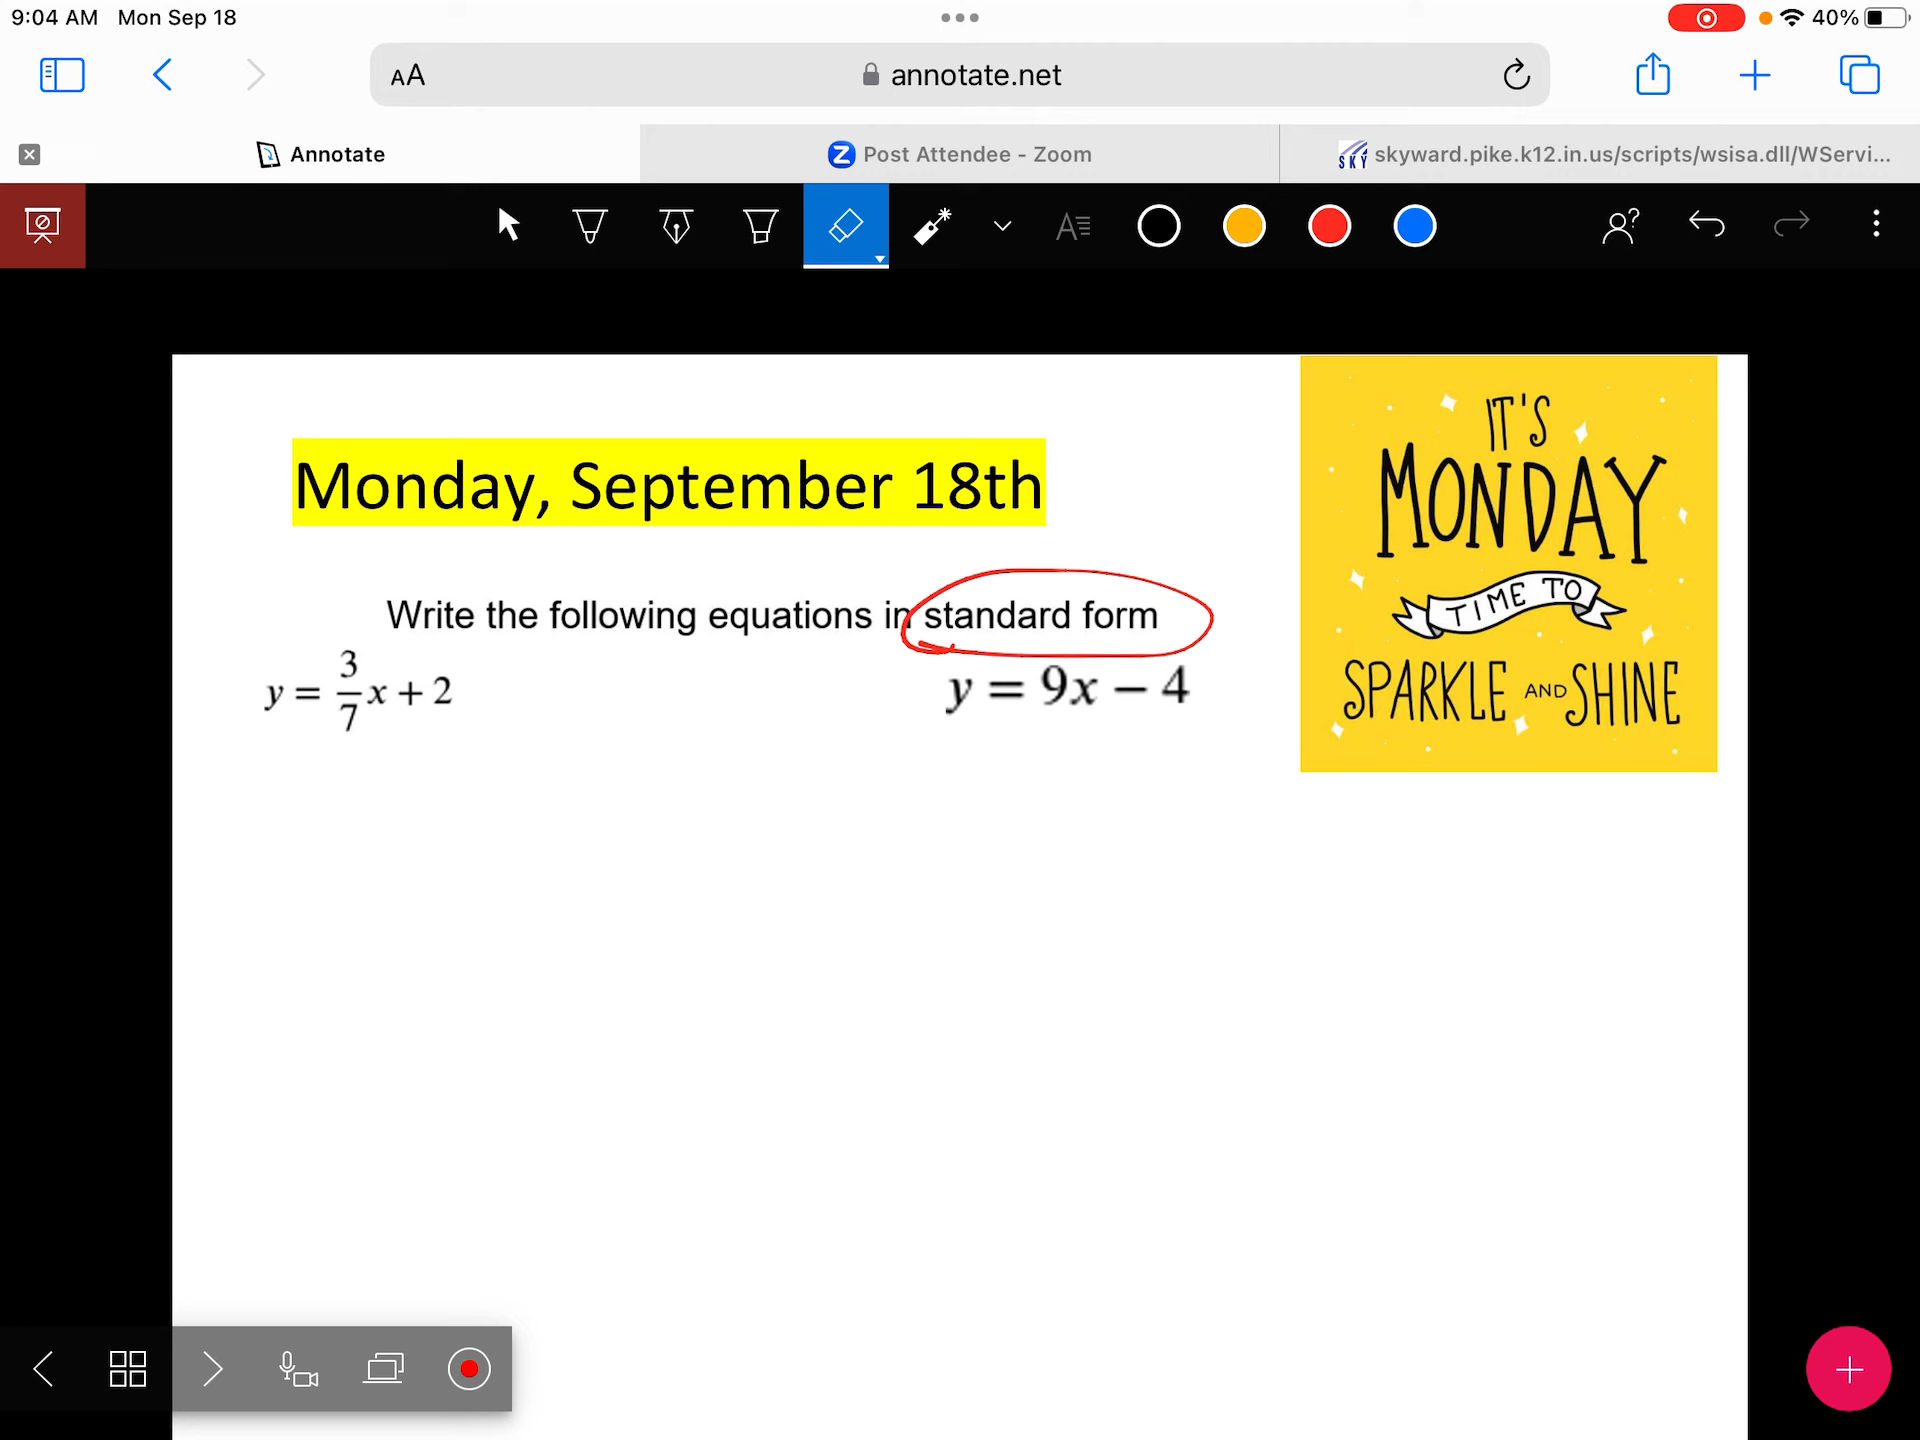 9:04 AM Mon Sep 18
40%
AA
annotate.net
Annotate
Post Attendee - Zoom
SKY
skyward.pike.k12.in.us/scripts/wsisa.dll/WServi...
Monday, September 18th
Write the following equations in standard form
y = 3/7 x + 2
y = 9x − 4
IT'S
MONDAY
TIME TO
SPARKLE AND SHINE